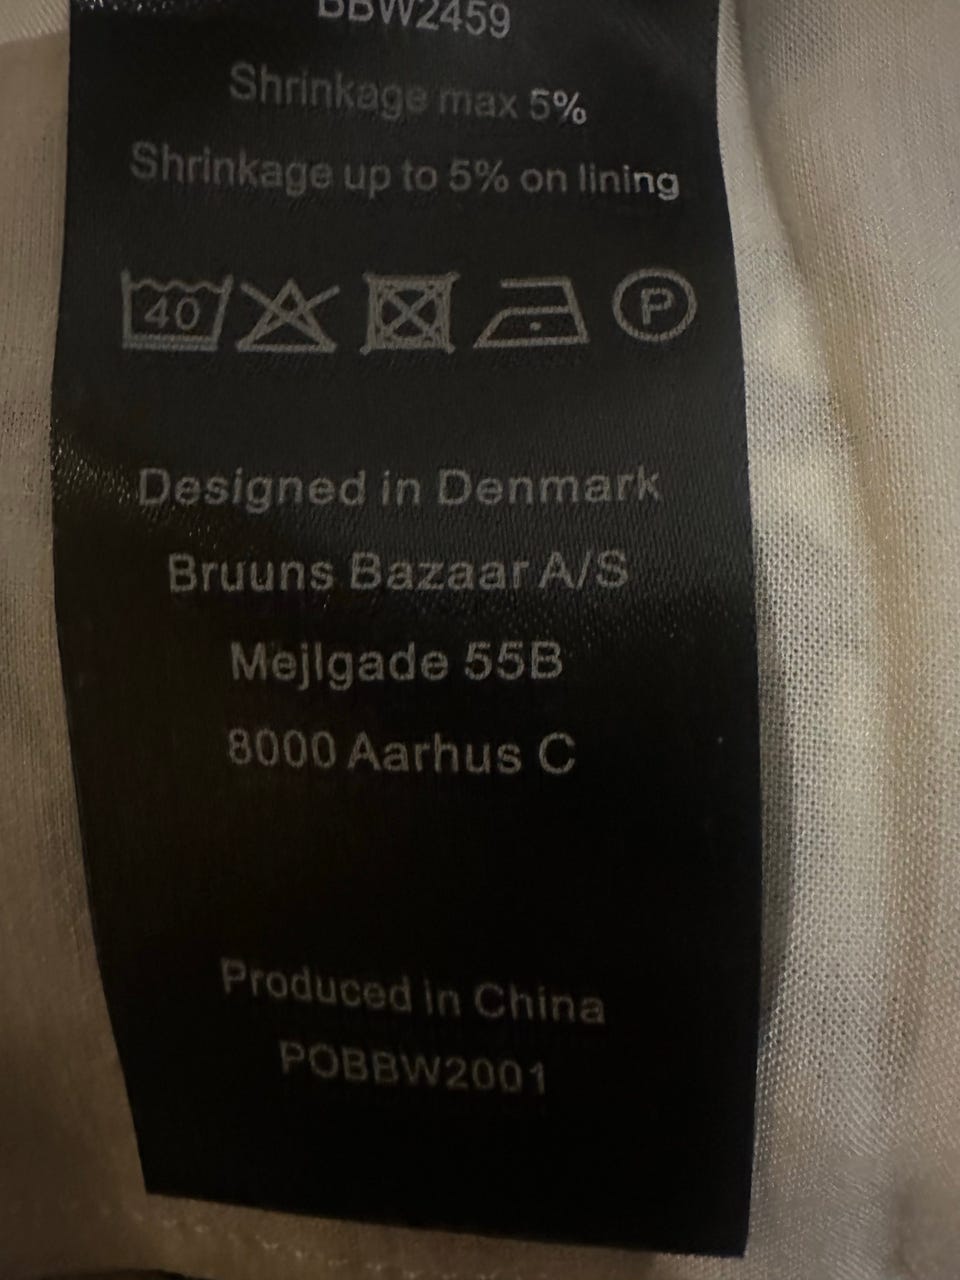 BBW2459
Shrinkage max 5%
Shrinkage up to 5% on lining
40 P
Designed in Denmark
Bruuns Bazaar A/S
Mejlgade 55B
8000 Aarhus C
Produced in China
POBBW2001